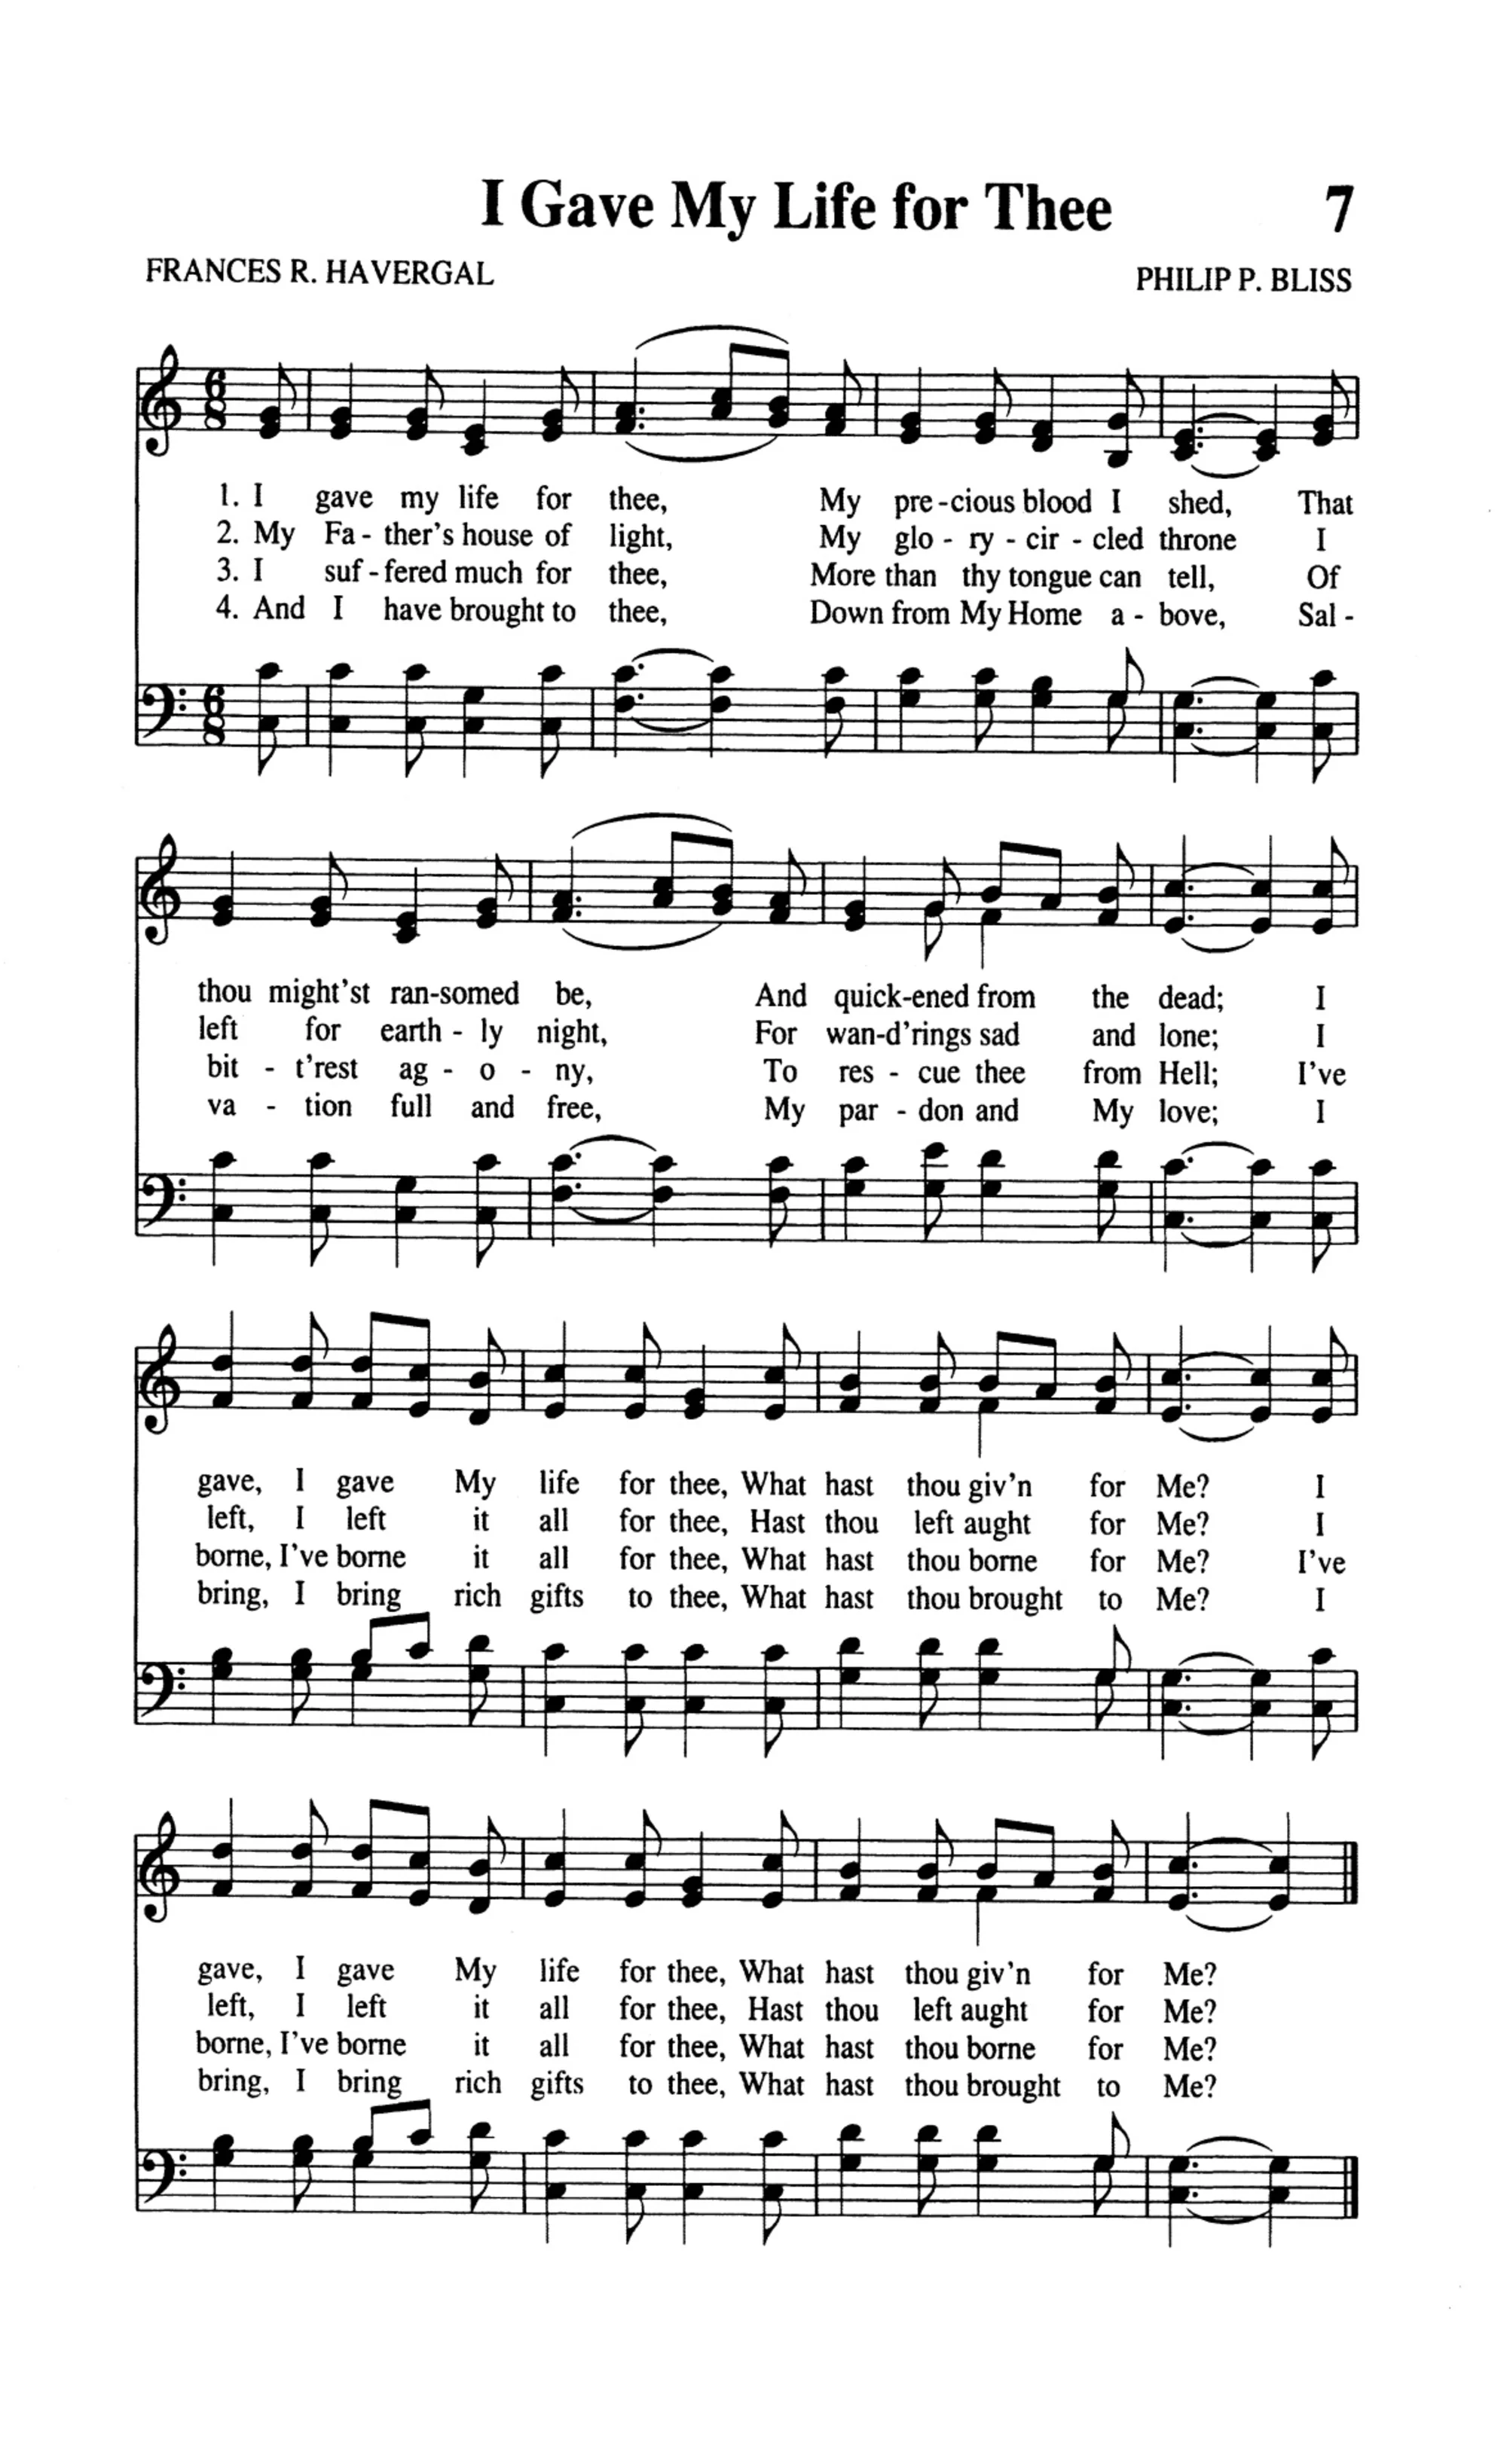 I Gave My Life for Thee 7
FRANCES R. HAVERGAL PHILIP P. BLISS
1. I gave my life for thee, My pre-cious blood I shed, That
2. My Fa - ther's house of light, My glo - ry - cir - cled throne I
3. I suf - fered much for thee, More than thy tongue can tell, Of
4. And I have brought to thee, Down from My Home a - bove, Sal -
thou might'st ran-somed be, And quick-ened from the dead; I
left for earth - ly night, For wan-d'rings sad and lone; I
bit - t'rest ag - o - ny, To res - cue thee from Hell; I've
va - tion full and free, My par - don and My love; I
gave, I gave My life for thee, What hast thou giv'n for Me? I
left, I left it all for thee, Hast thou left aught for Me? I
borne, I've borne it all for thee, What hast thou borne for Me? I've
bring, I bring rich gifts to thee, What hast thou brought to Me? I
gave, I gave My life for thee, What hast thou giv'n for Me?
left, I left it all for thee, Hast thou left aught for Me?
borne, I've borne it all for thee, What hast thou borne for Me?
bring, I bring rich gifts to thee, What hast thou brought to Me?